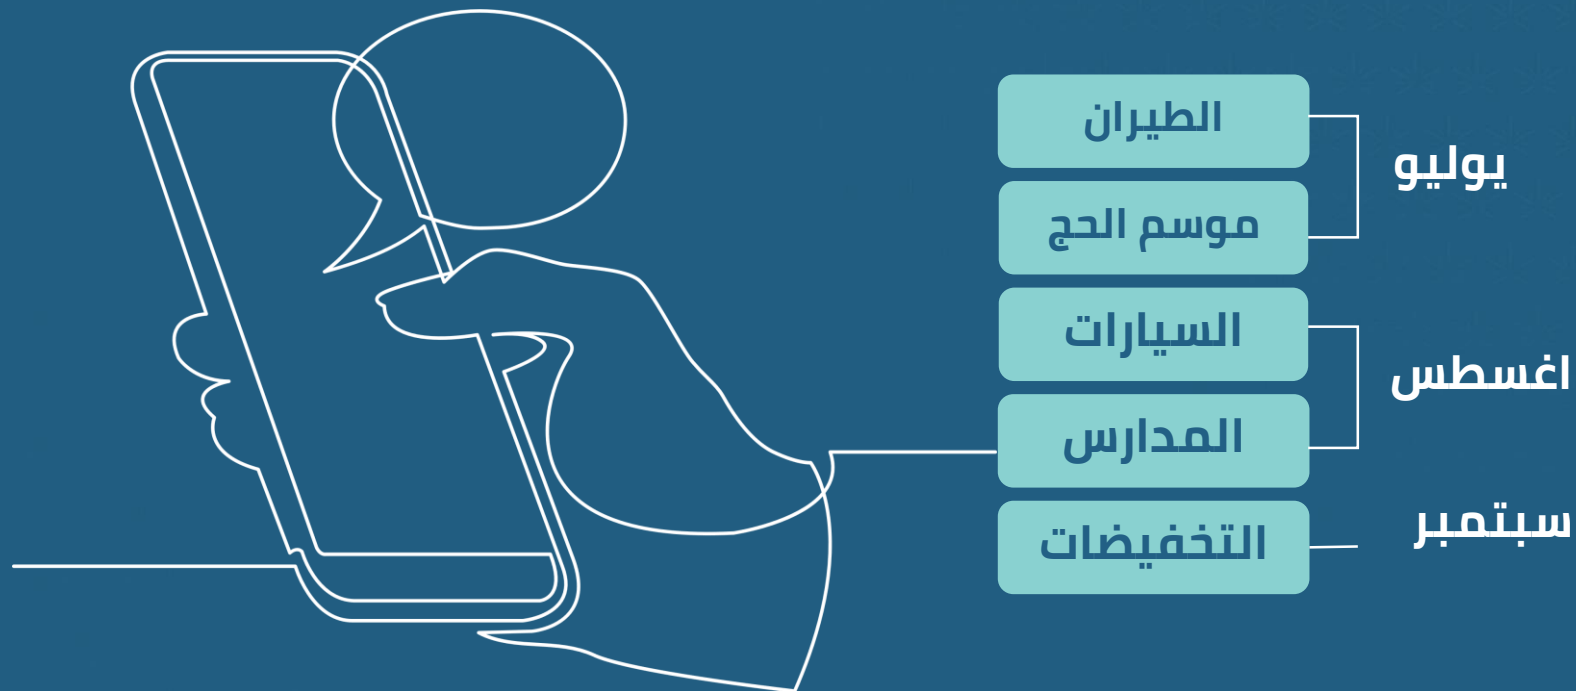 يوليو
الطيران
موسم الحج
اغسطس
السيارات
المدارس
سبتمبر
التخفيضات